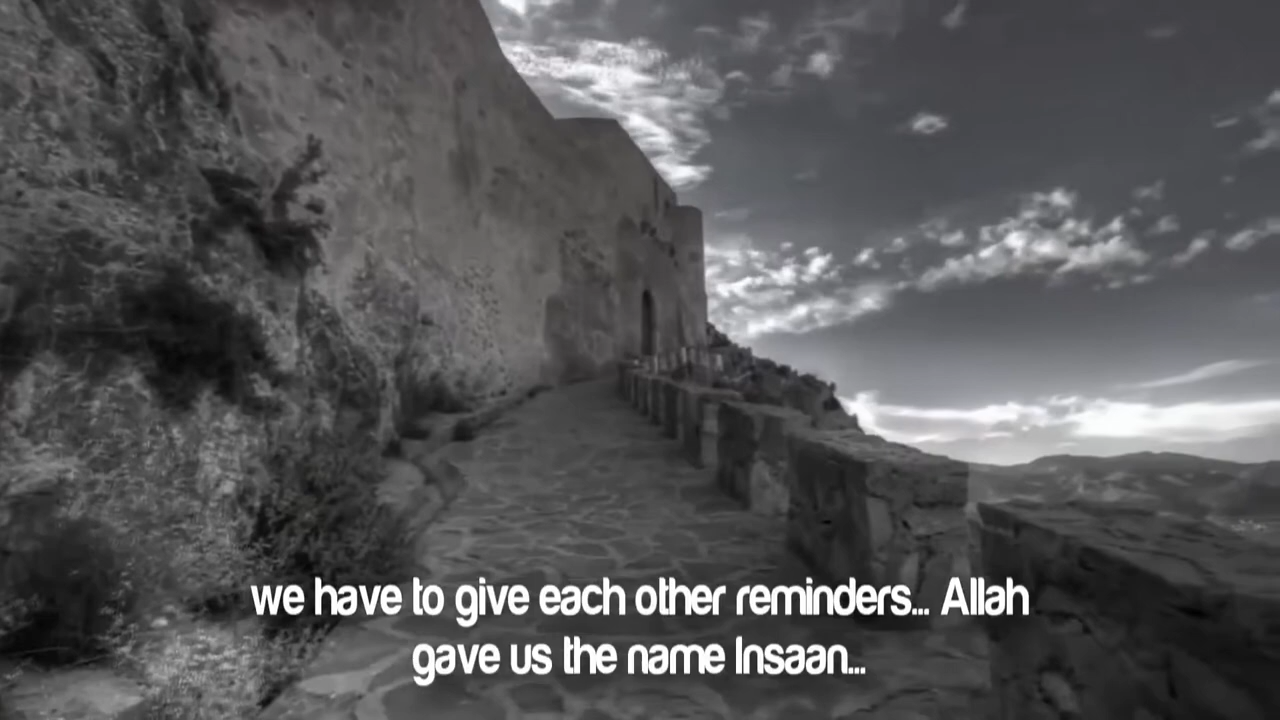 we have to give each other reminders... Allah
gave us the name Insaan...